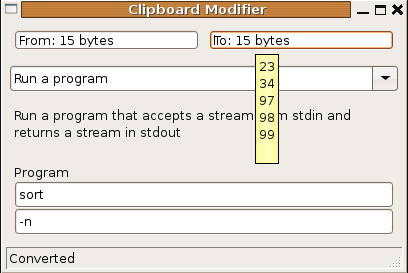 Clipboard Modifier
From: 15 bytes
To: 15 bytes
23
34
97
98
99
Run a program
Run a program that accepts a stream stdin and
returns a stream in stdout
Program
sort
-n
Converted